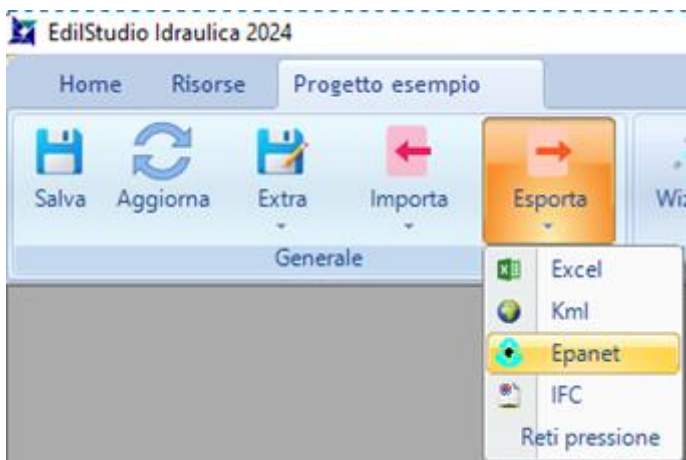 EdilStudio Idraulica 2024
Home Risorse Progetto esempio
Salva Aggiorna Extra Importa Esporta
Generale
Excel
Kml
Epanet
IFC
Reti pressione